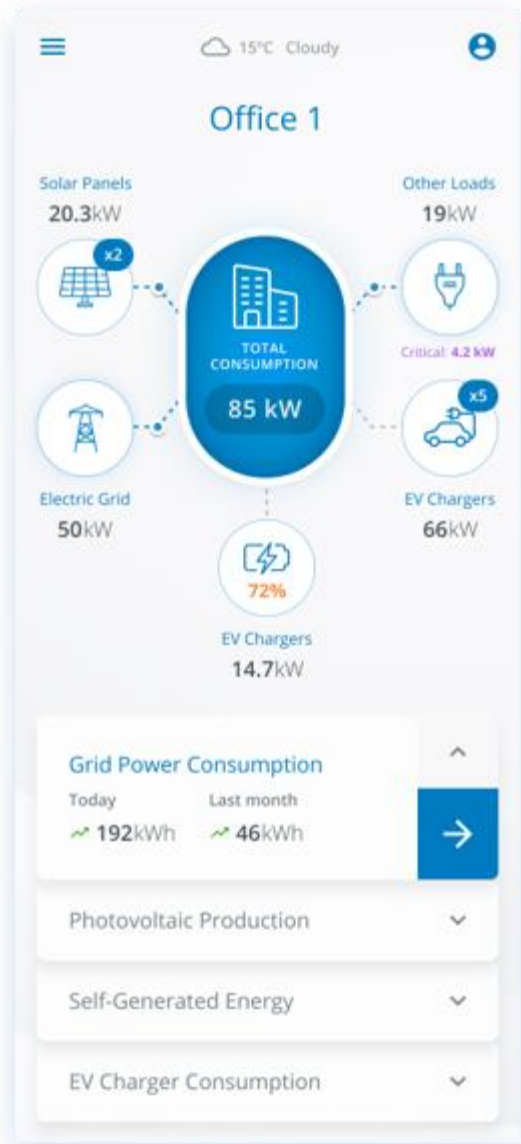 15°C Cloudy
Office 1
Solar Panels
20.3kW
x2
Other Loads
19kW
Critical: 4.2 kW
TOTAL
CONSUMPTION
85 kW
Electric Grid
50kW
x5
EV Chargers
66kW
72%
EV Chargers
14.7kW
Grid Power Consumption
Today Last month
192kWh 46kWh
Photovoltaic Production
Self-Generated Energy
EV Charger Consumption